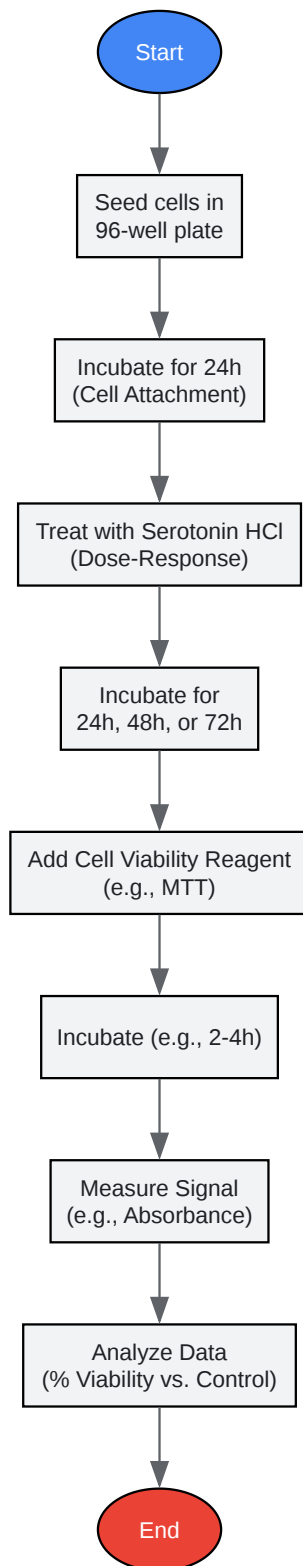 Start
Seed cells in
96-well plate
Incubate for 24h
(Cell Attachment)
Treat with Serotonin HCl
(Dose-Response)
Incubate for
24h, 48h, or 72h
Add Cell Viability Reagent
(e.g., MTT)
Incubate (e.g., 2-4h)
Measure Signal
(e.g., Absorbance)
Analyze Data
(% Viability vs. Control)
End